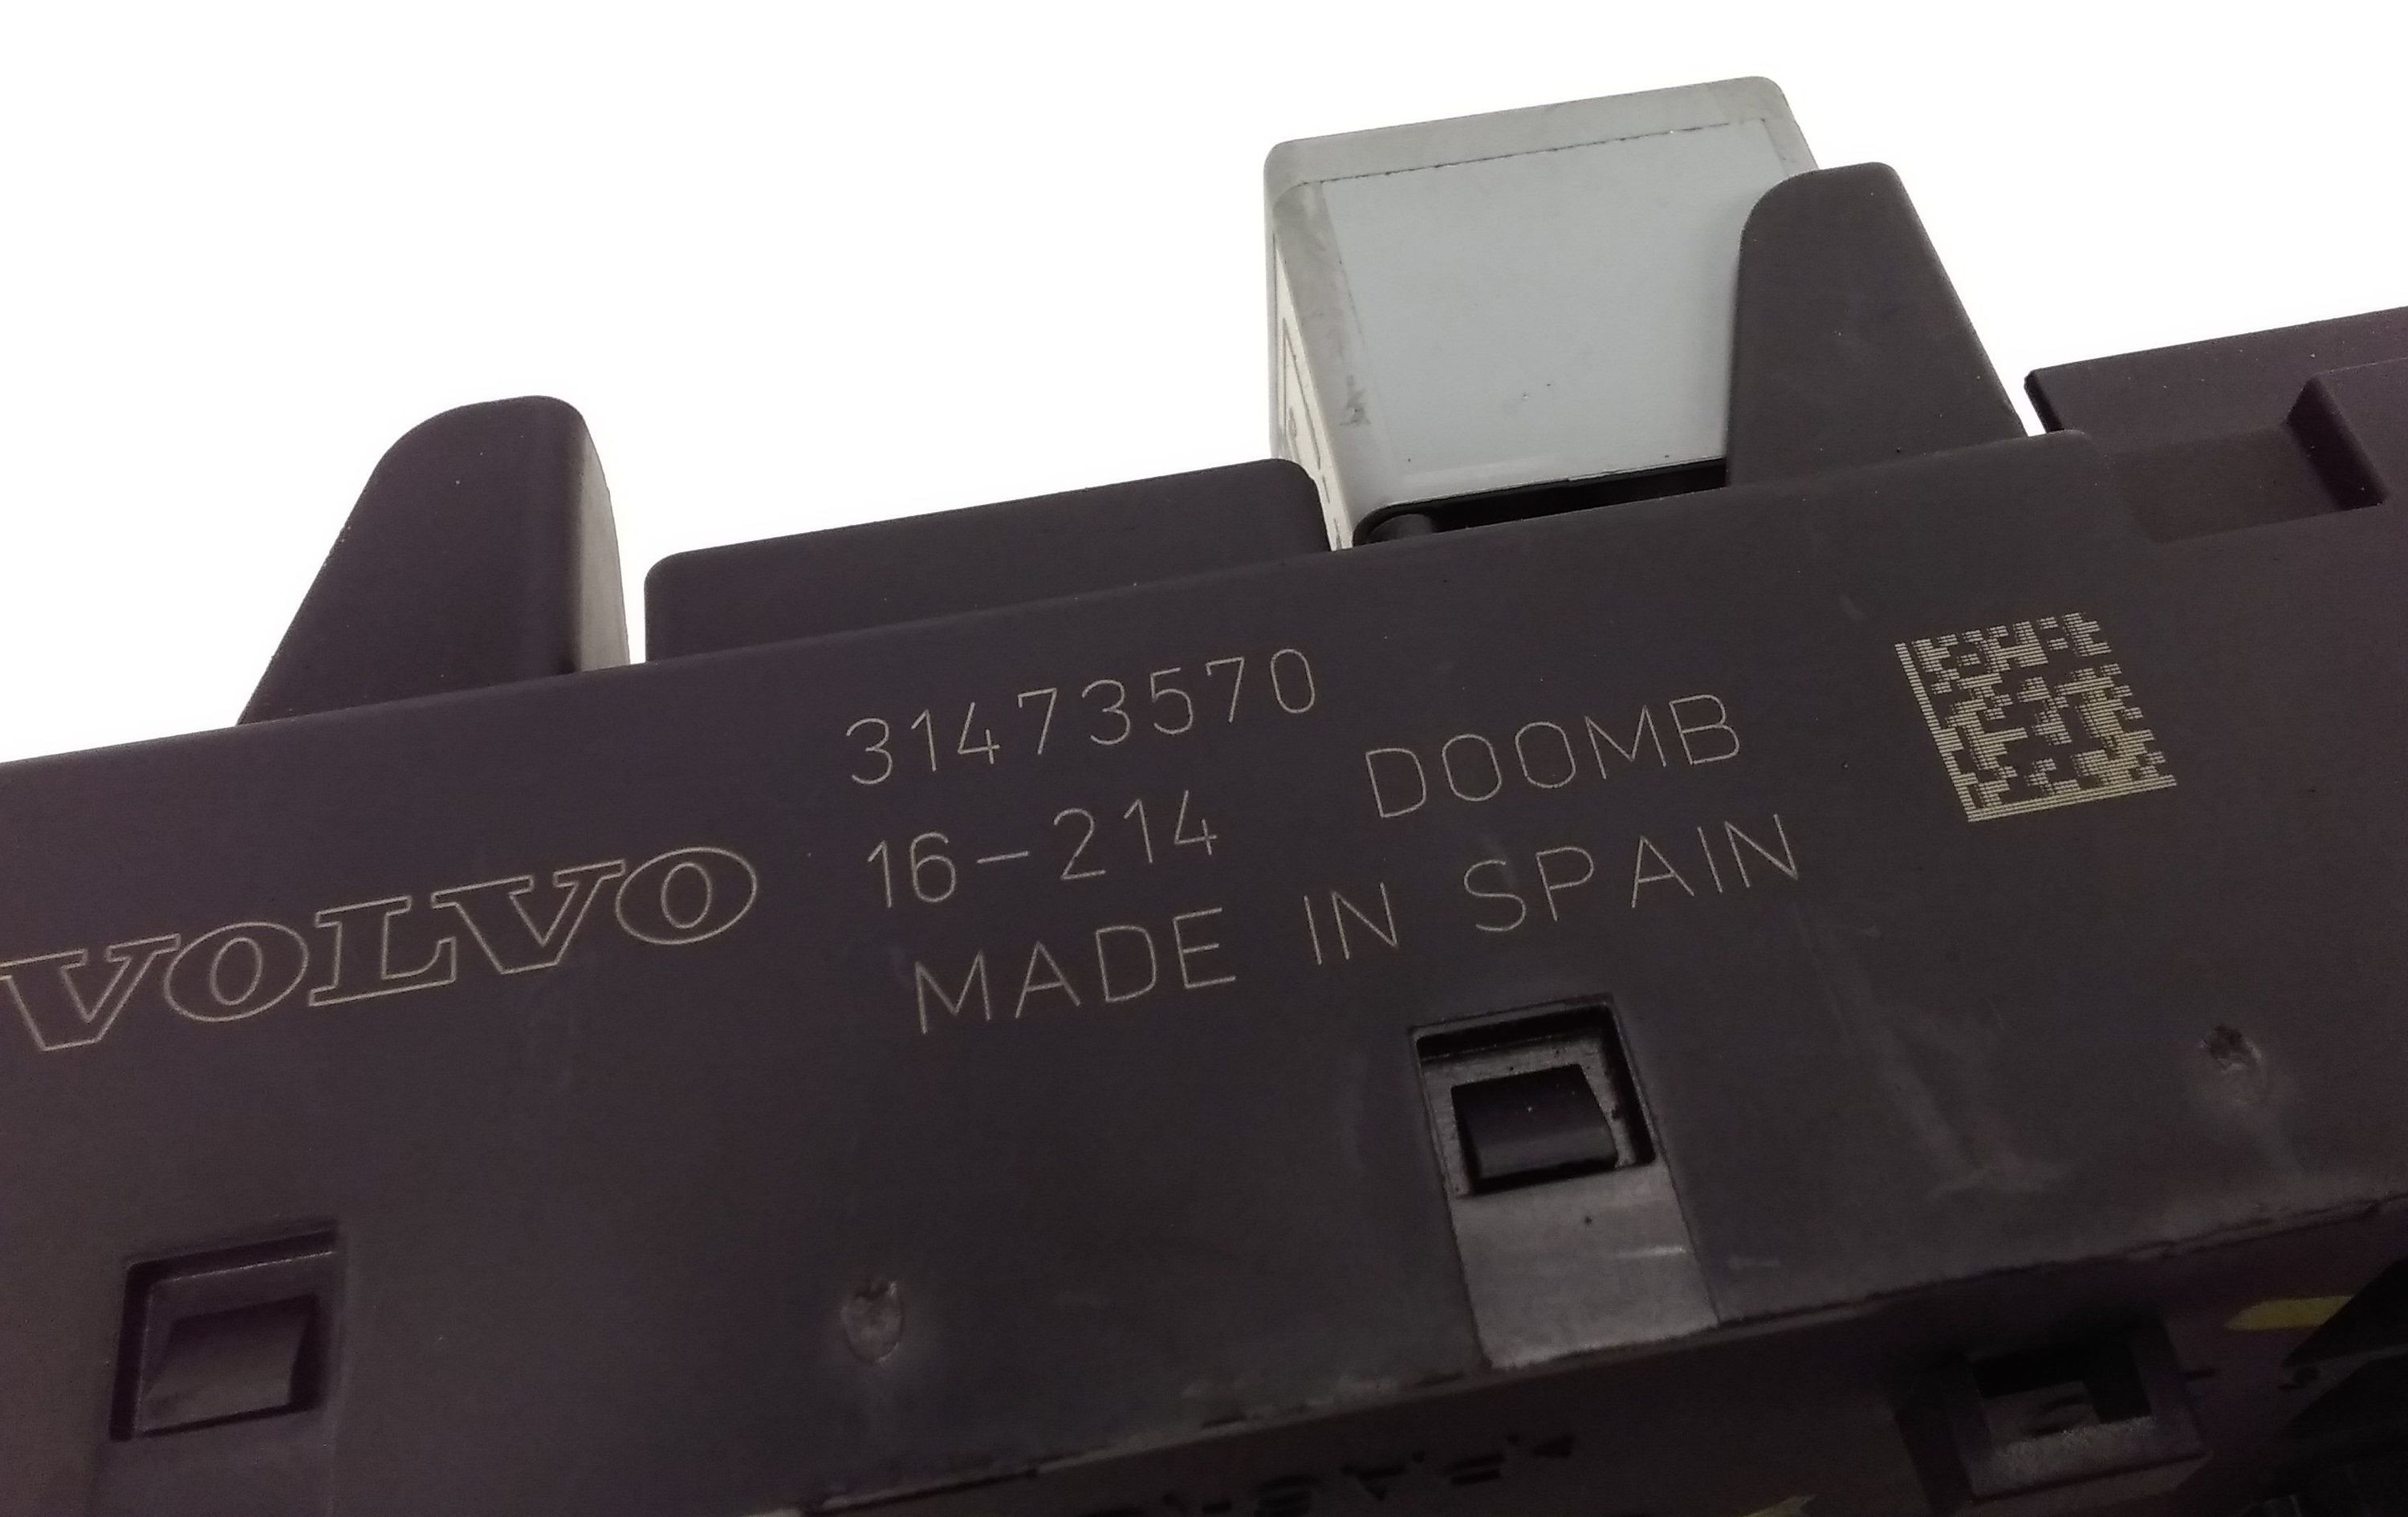 VOLVO
31473570
16-214 D00MB
MADE IN SPAIN